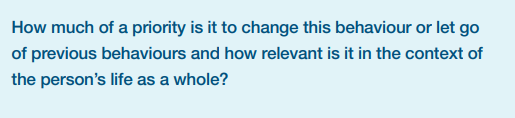 How much of a priority is it to change this behaviour or let go
of previous behaviours and how relevant is it in the context of
the person’s life as a whole?